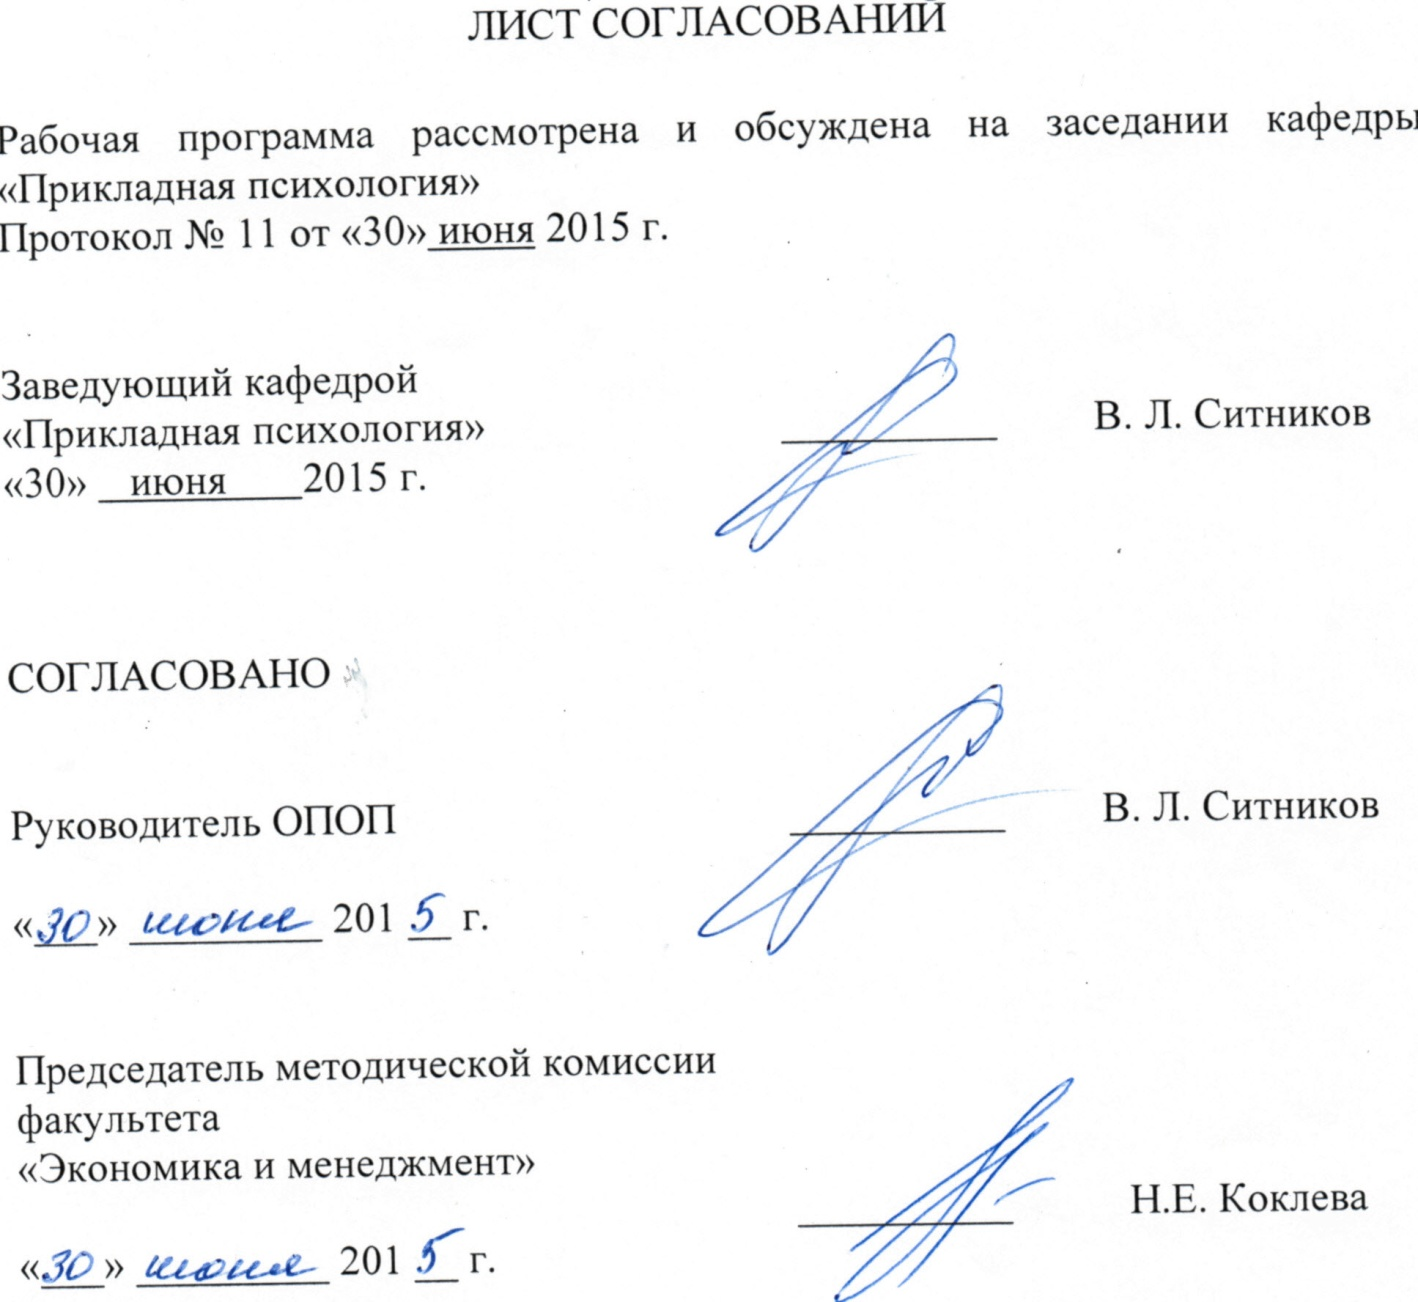 ЛИСТ СОГЛАСОВАНИЙ
Рабочая программа рассмотрена и обсуждена на заседании кафедры
«Прикладная психология»
Протокол № 11 от «30» июня 2015 г.
Заведующий кафедрой
«Прикладная психология»
«30» июня 2015 г.
В. Л. Ситников
СОГЛАСОВАНО
Руководитель ОПОП
В. Л. Ситников
«30» июня 2015 г.
Председатель методической комиссии
факультета
«Экономика и менеджмент»
Н.Е. Коклева
«30» июня 2015 г.